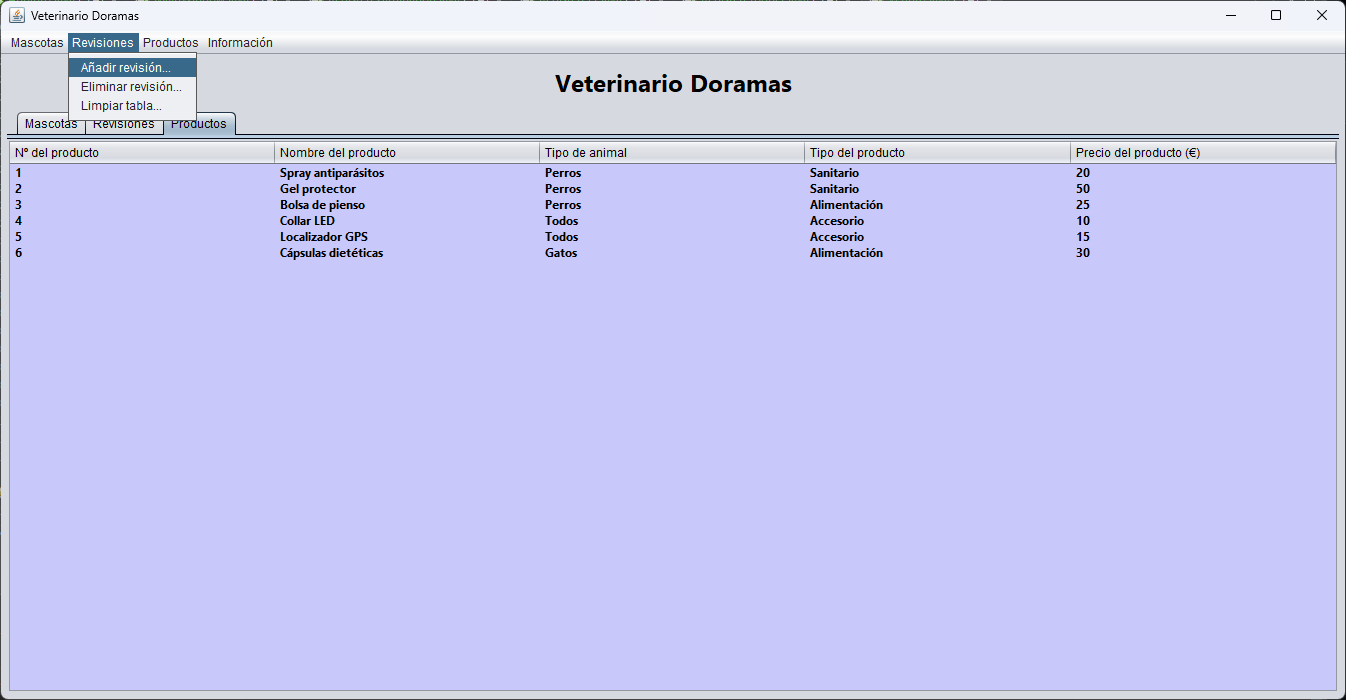 Veterinario Doramas
Mascotas Revisiones Productos Información
Añadir revisión...
Eliminar revisión...
Limpiar tabla...
Veterinario Doramas
Mascotas Revisiones Productos
Nº del producto Nombre del producto Tipo de animal Tipo del producto Precio del producto (€)
1 Spray antiparásitos Perros Sanitario 20
2 Gel protector Perros Sanitario 50
3 Bolsa de pienso Perros Alimentación 25
4 Collar LED Todos Accesorio 10
5 Localizador GPS Todos Accesorio 15
6 Cápsulas dietéticas Gatos Alimentación 30